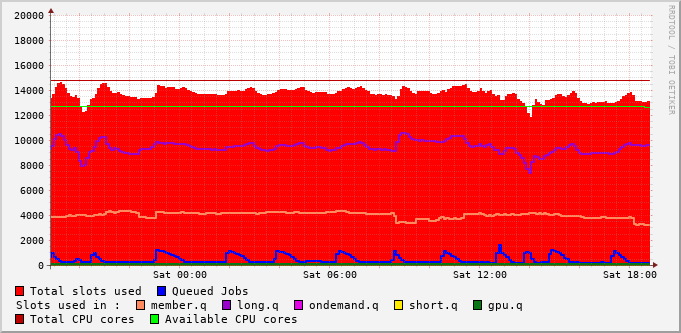 20000
18000
16000
14000
12000
10000
8000
6000
4000
2000
0
Sat 00:00 Sat 06:00 Sat 12:00 Sat 18:00
RRDTOOL / TOBI OETIKER
Total slots used Queued Jobs
Slots used in : member.q long.q ondemand.q short.q gpu.q
Total CPU cores Available CPU cores